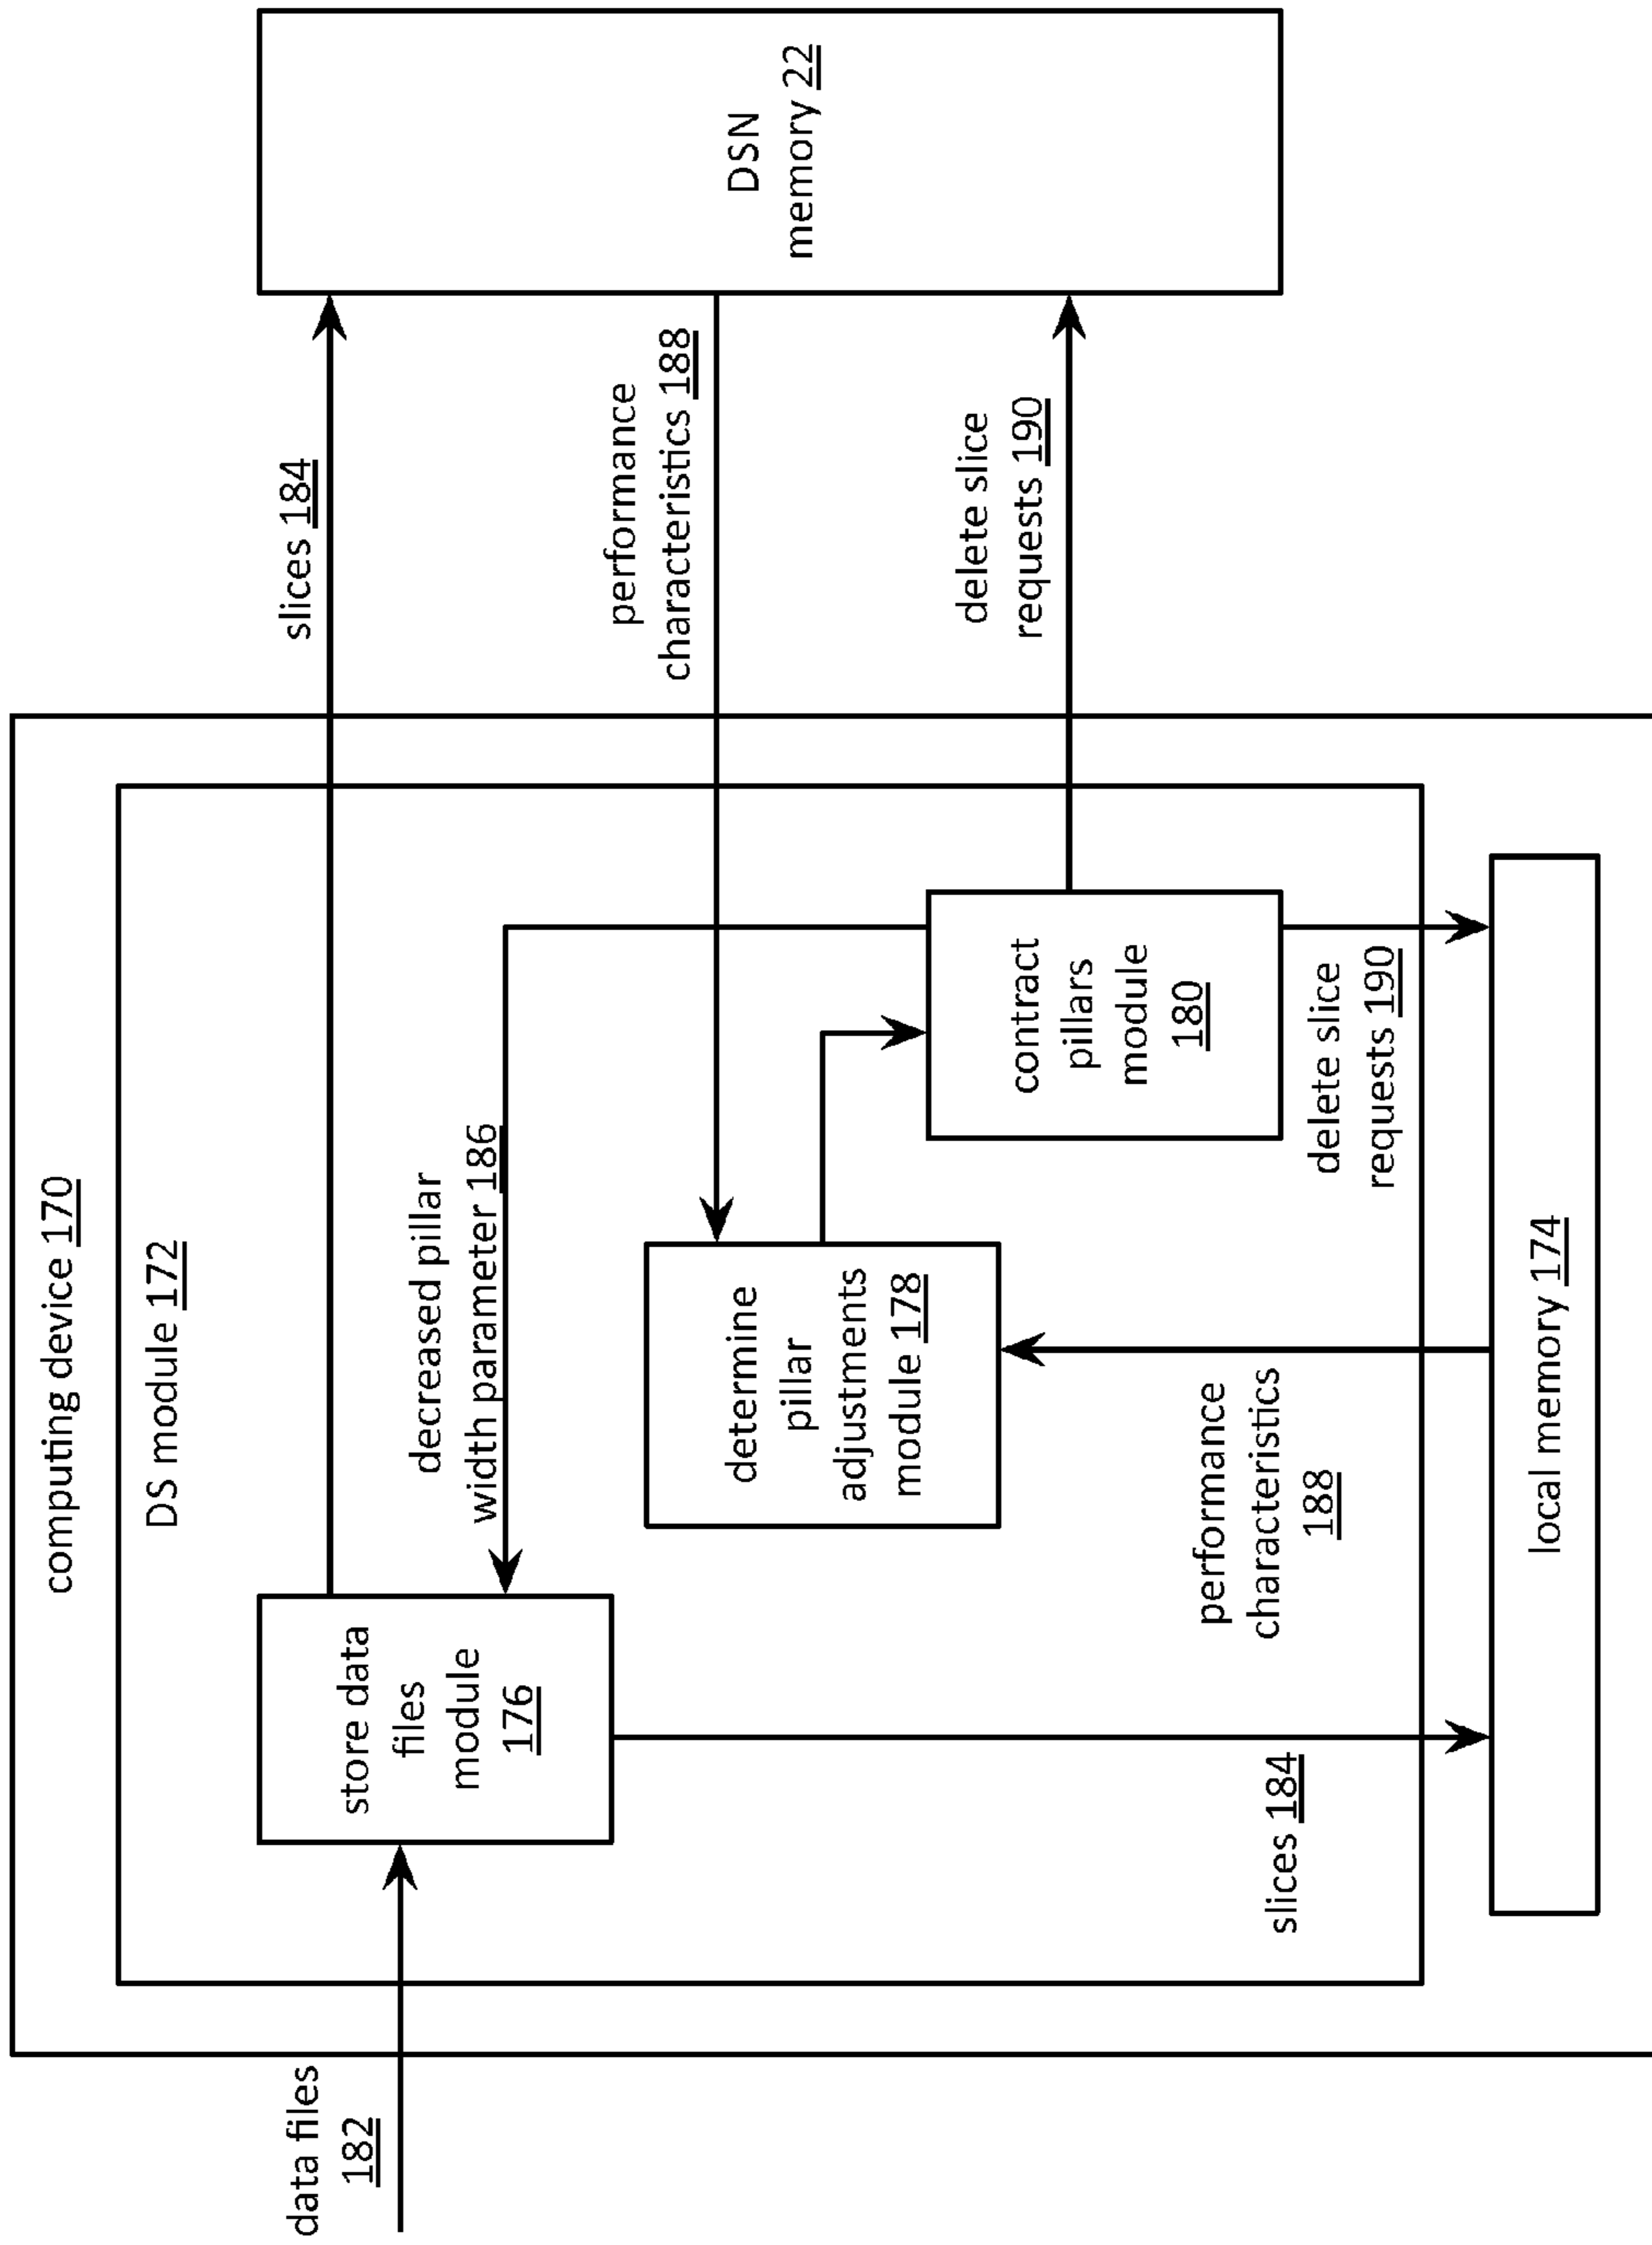 computing device 170
DS module 172
data files
182
store data
files
module
176
slices 184
decreased pillar
width parameter 186
performance
characteristics 188
DSN
memory 22
determine
pillar
adjustments
module 178
contract
pillars
module
180
delete slice
requests 190
slices 184
performance
characteristics
188
delete slice
requests 190
local memory 174